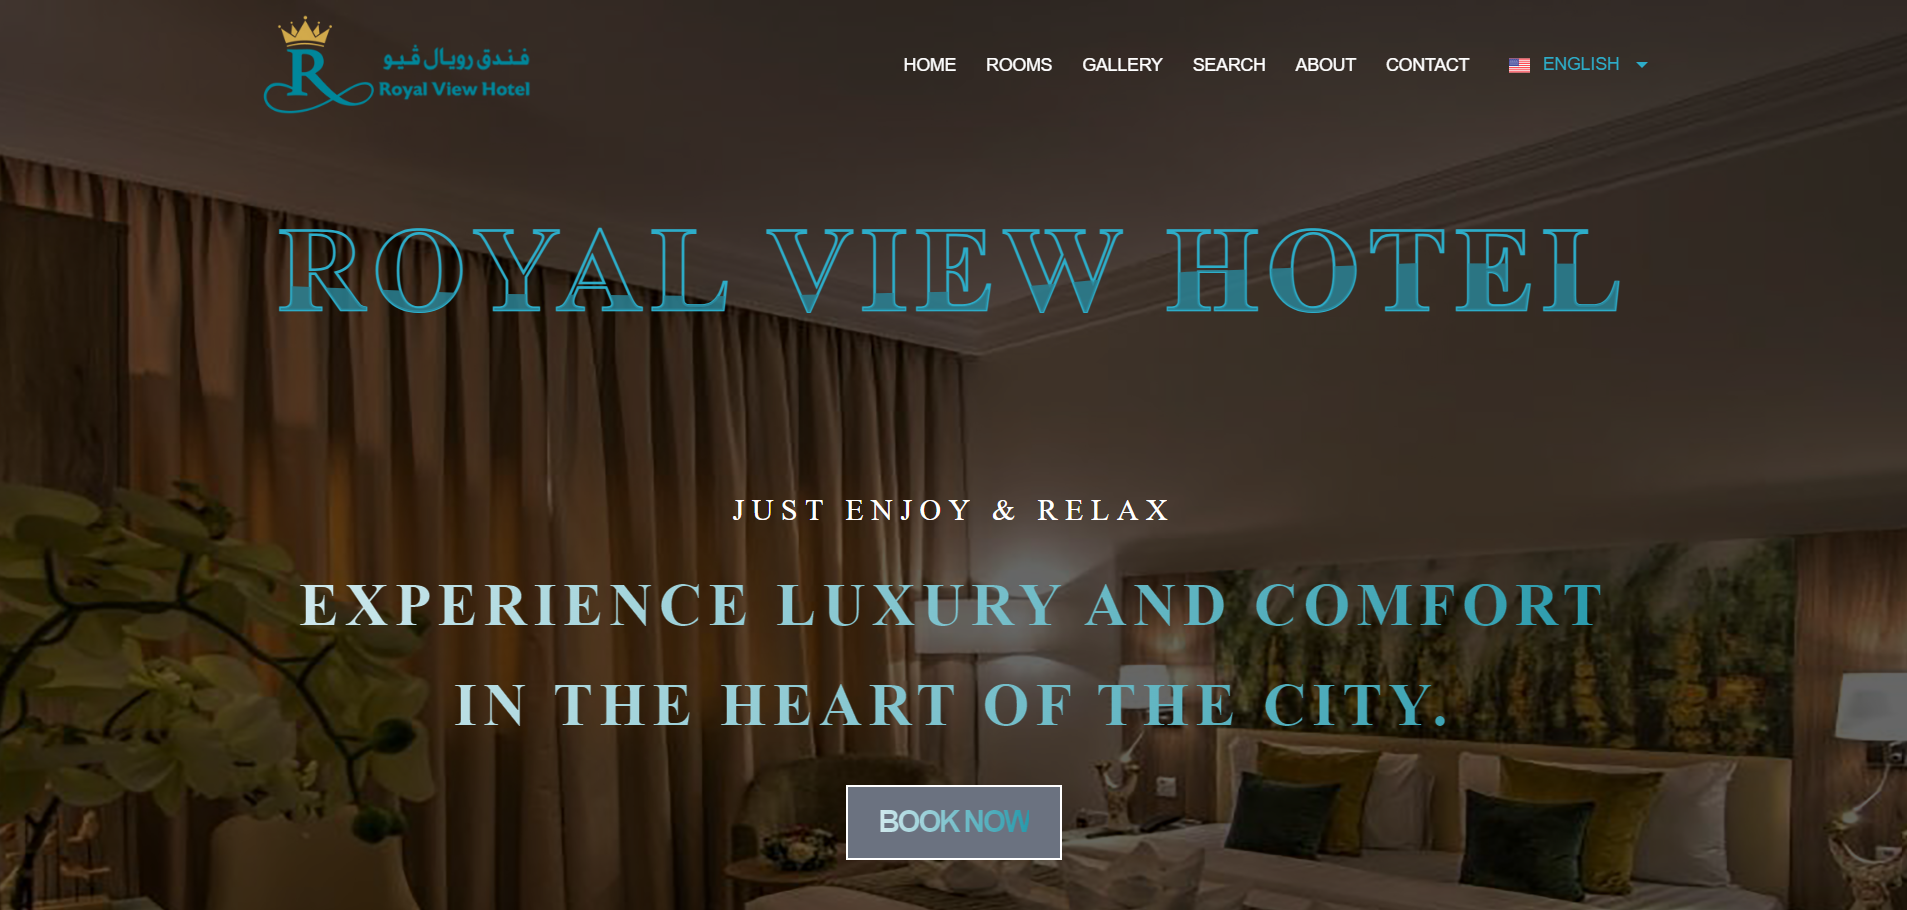 فندق رويال ڤيو
Royal View Hotel
HOME ROOMS GALLERY SEARCH ABOUT CONTACT ENGLISH
ROYAL VIEW HOTEL
JUST ENJOY & RELAX
EXPERIENCE LUXURY AND COMFORT
IN THE HEART OF THE CITY.
BOOK NOW